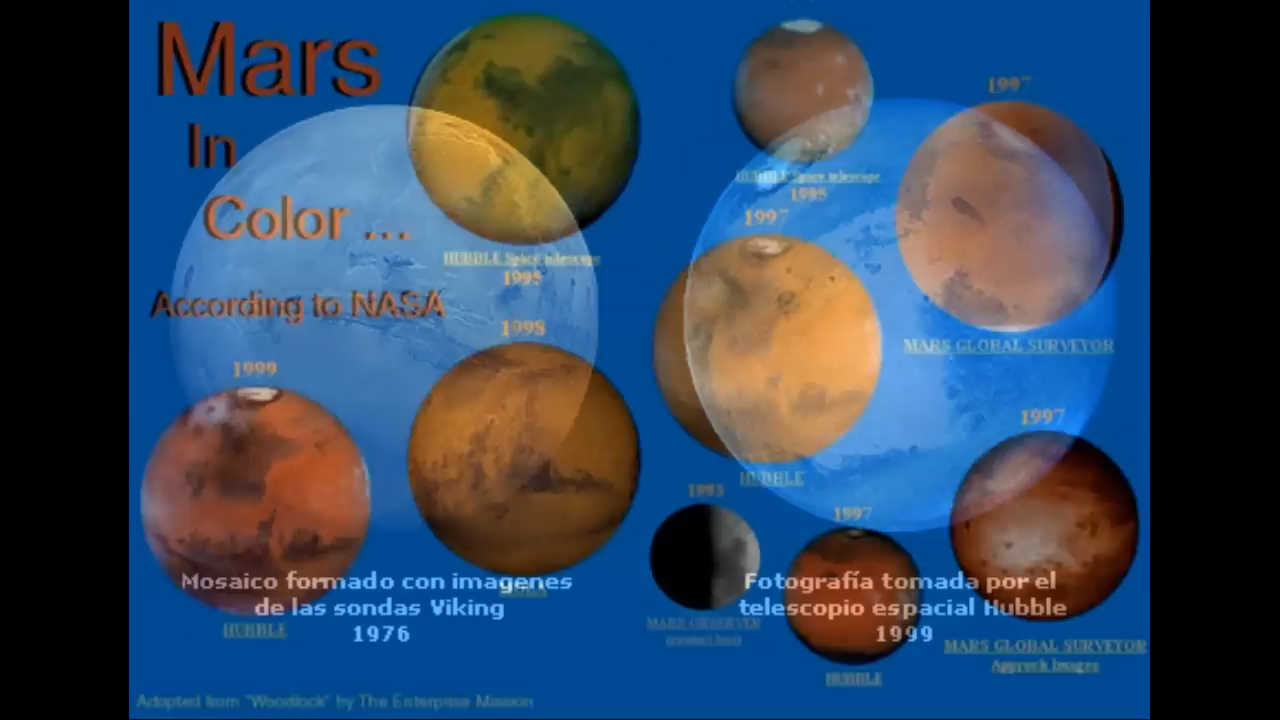 Mars
In
Color ...
According to NASA
HUBBLE Space telescope
1995
HUBBLE Space telescope
1995
1997
1997
HUBBLE
MARS GLOBAL SURVEYOR
1998
1999
HUBBLE
1993
MARS OBSERVER
1997
HUBBLE
1997
MARS GLOBAL SURVEYOR
Approch Images
Mosaico formado con imagenes
de las sondas Viking
1976
Fotografía tomada por el
telescopio espacial Hubble
1999
Adopted from "Woodlock" by The Enterprise Mission